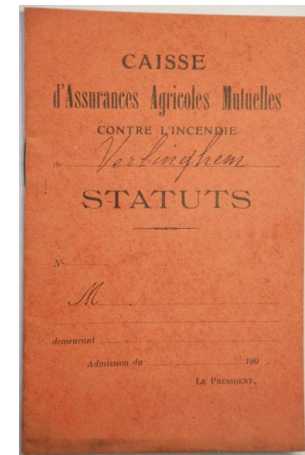 CAISSE
d'Assurances Agricoles Mutuelles
CONTRE L'INCENDIE
de Verlinghem
STATUTS
N°
M
demeurant
Admission du 190
LE PRÉSIDENT,